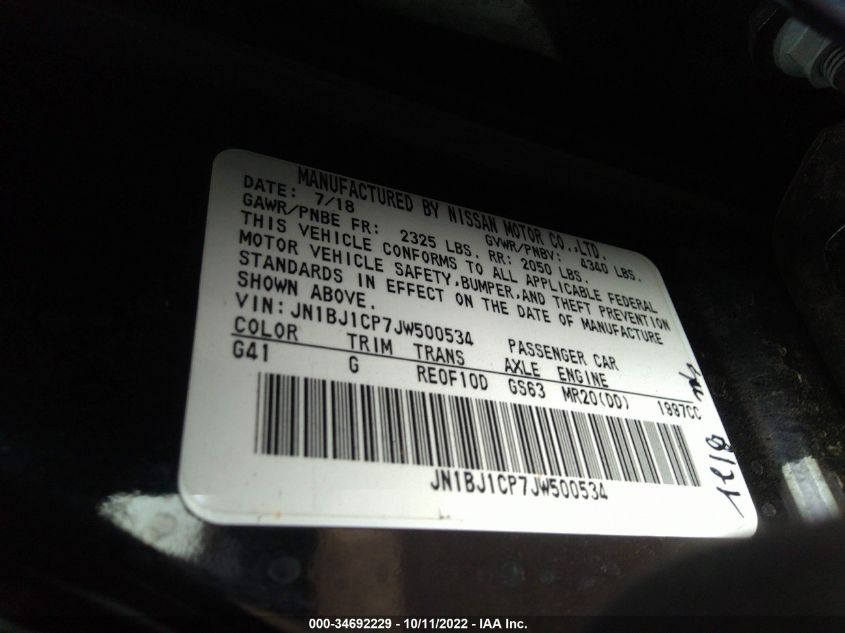 MANUFACTURED BY NISSAN MOTOR CO.,LTD.
DATE: 7/18 GVWR/PNBV: 4340 LBS.
GAWR/PNBE FR: 2325 LBS. RR: 2050 LBS.
THIS VEHICLE CONFORMS TO ALL APPLICABLE FEDERAL
MOTOR VEHICLE SAFETY,BUMPER,AND THEFT PREVENTION
STANDARDS IN EFFECT ON THE DATE OF MANUFACTURE
SHOWN ABOVE.
VIN: JN1BJ1CP7JW500534 PASSENGER CAR
COLOR TRIM TRANS AXLE ENGINE
G41 G RE0F10D GS63 MR20(DD) 1997CC
JN1BJ1CP7JW500534
000-34692229 - 10/11/2022 - IAA Inc.